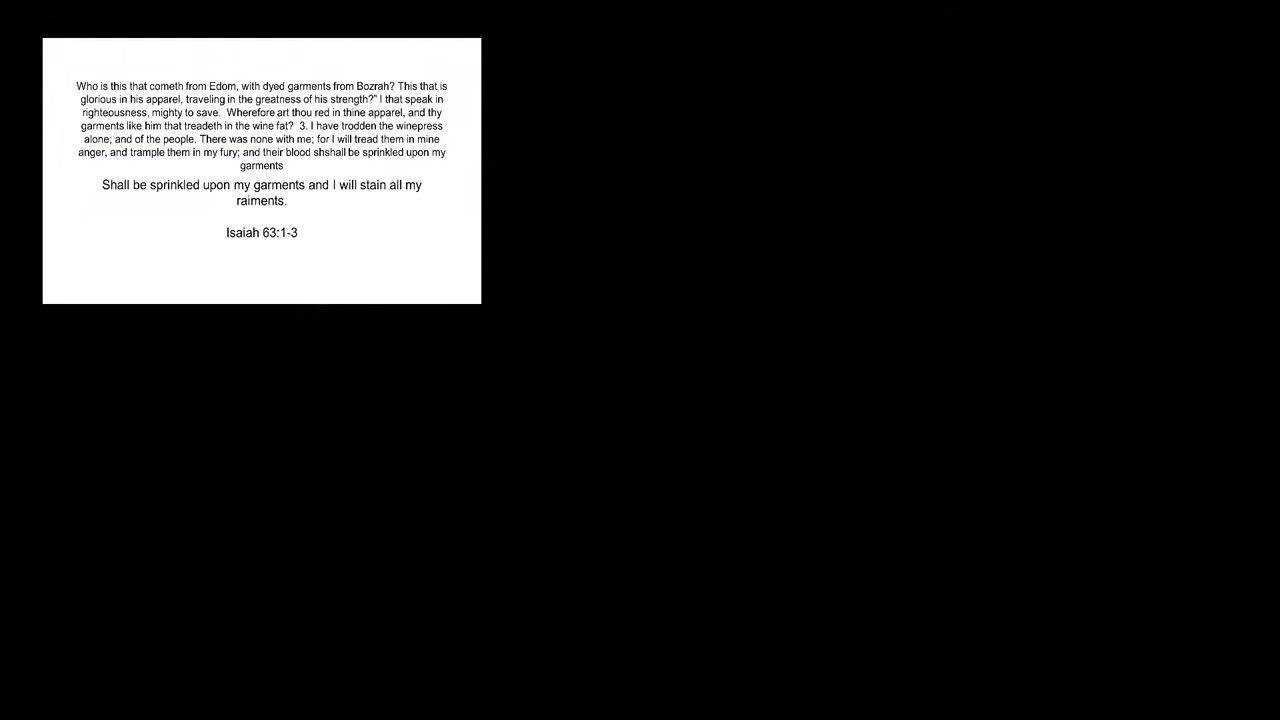 Who is this that cometh from Edom, with dyed garments from Bozrah? This that is
glorious in his apparel, traveling in the greatness of his strength?" I that speak in
righteousness, mighty to save.  Wherefore art thou red in thine apparel, and thy
garments like him that treadeth in the wine fat?  3. I have trodden the winepress
alone; and of the people. There was none with me; for I will tread them in mine
anger, and trample them in my fury; and their blood shshall be sprinkled upon my
garments
Shall be sprinkled upon my garments and I will stain all my
raiments.
Isaiah 63:1-3